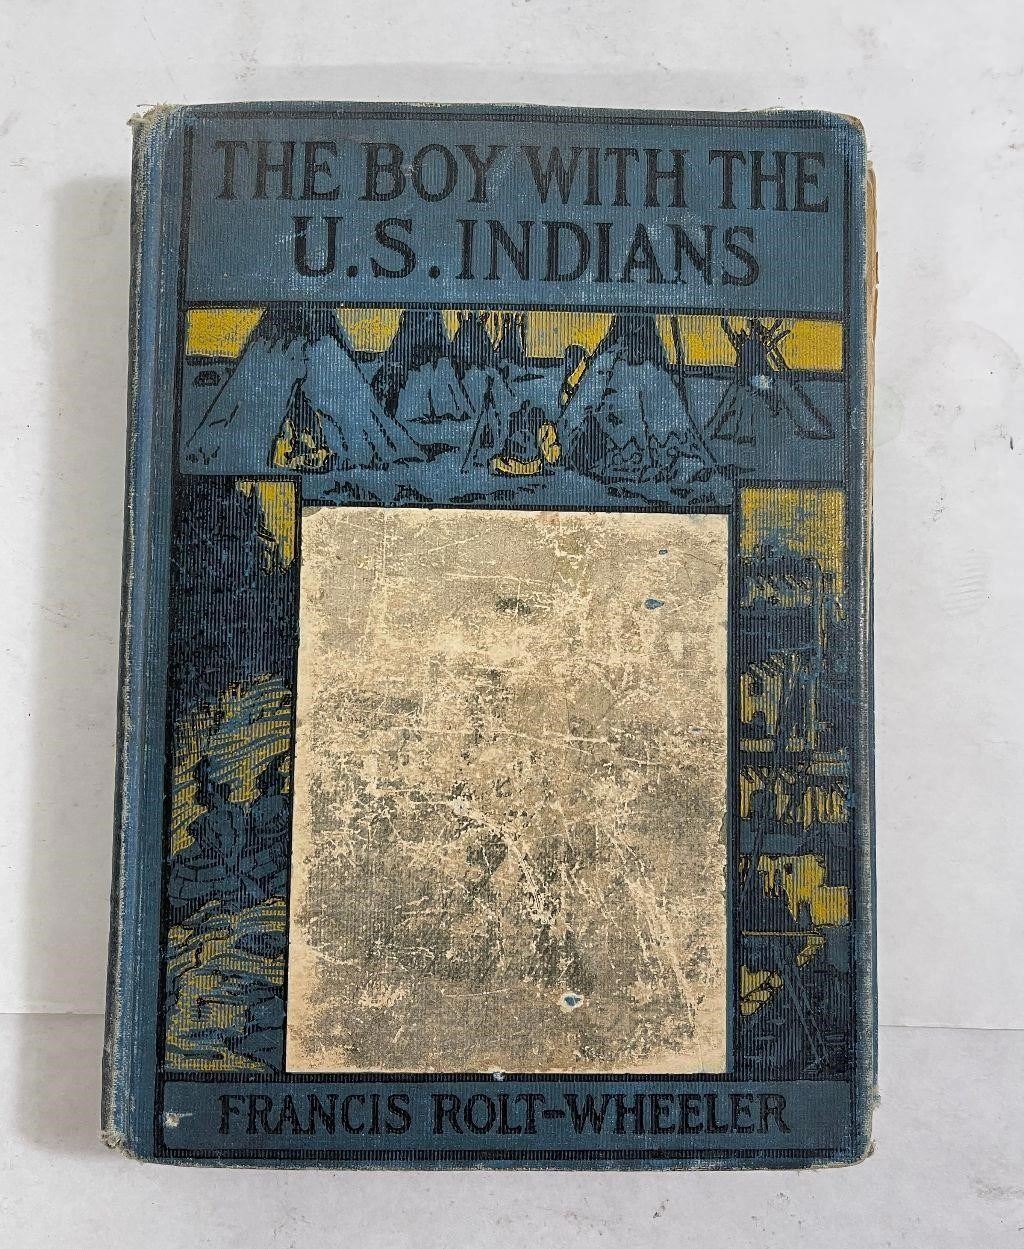 THE BOY WITH THE
U.S. INDIANS
FRANCIS ROLT-WHEELER